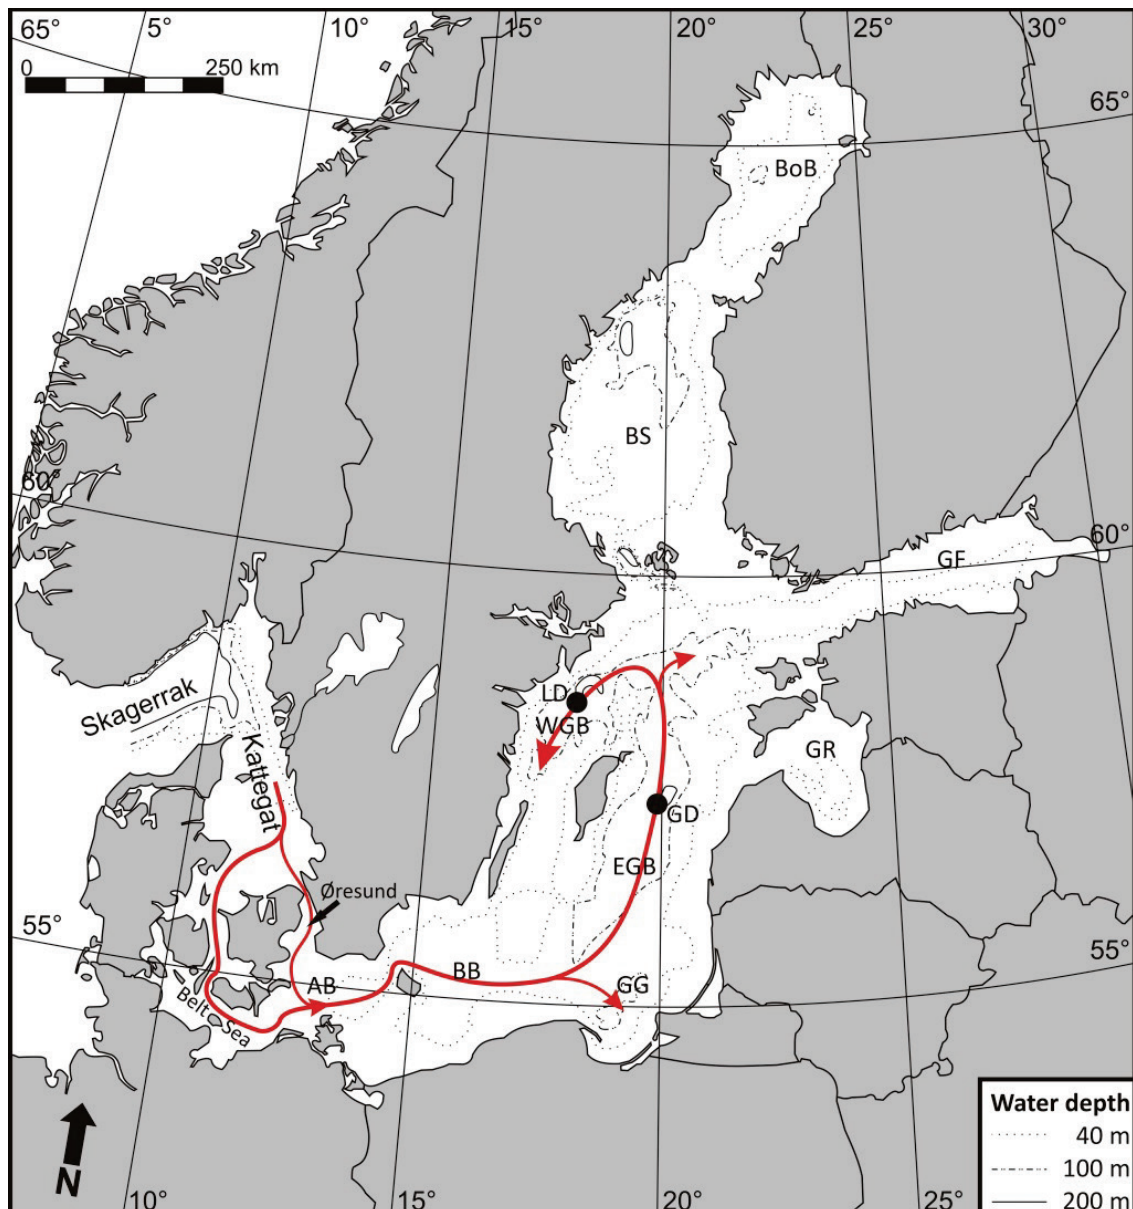 65°
5°
10°
15°
20°
25°
30°
0
250 km
65°
BoB
BS
60°
60°
GF
Skagerrak
LD
WGB
Kattegat
GR
GD
EGB
Øresund
55°
55°
BB
AB
GG
Belt Sea
Water depth
40 m
100 m
200 m
N
10°
15°
20°
25°